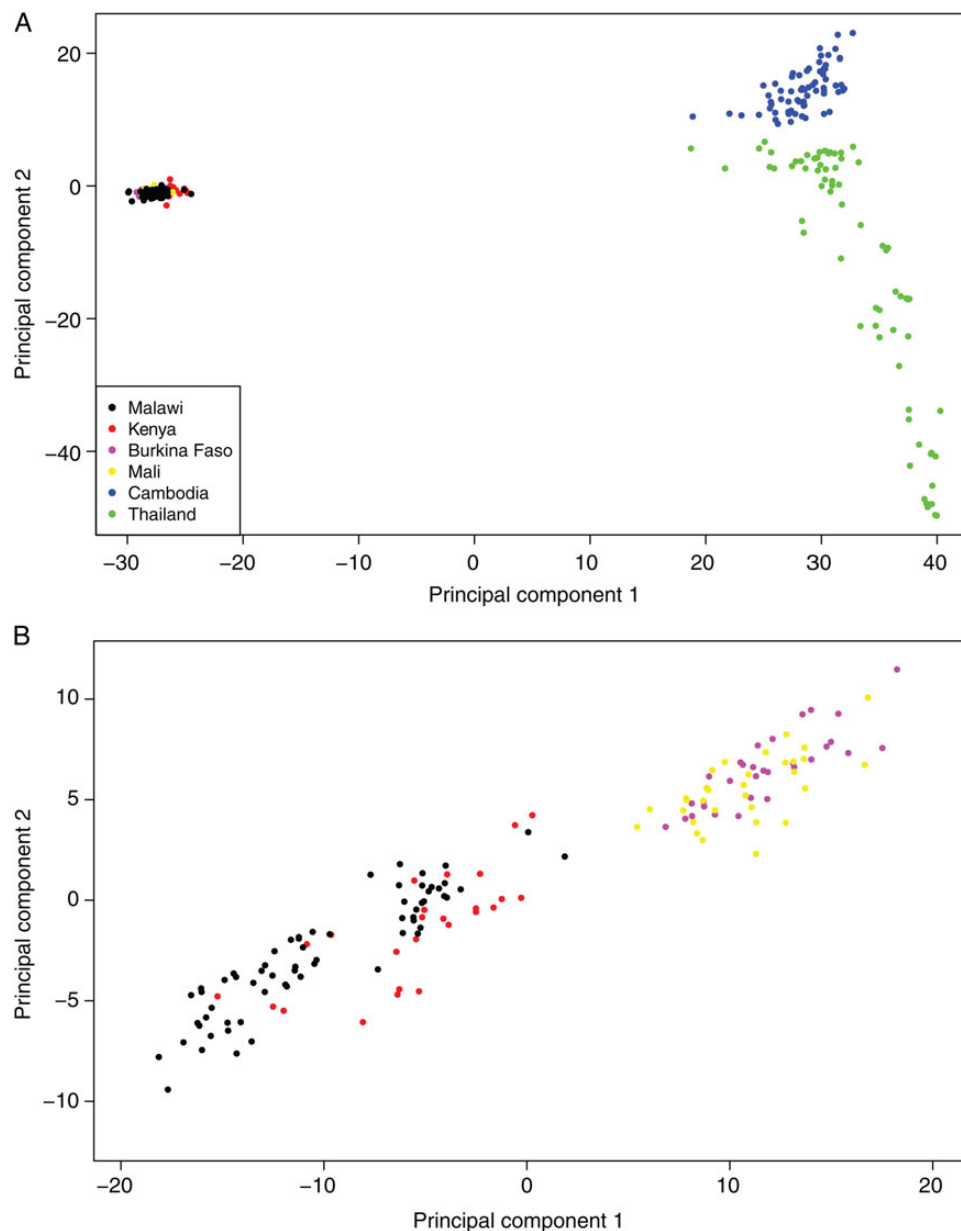 A
Principal component 2
20
0
−20
−40
Malawi
Kenya
Burkina Faso
Mali
Cambodia
Thailand
−30 −20 −10 0 10 20 30 40
Principal component 1
B
Principal component 2
10
5
0
−5
−10
−20 −10 0 10 20
Principal component 1